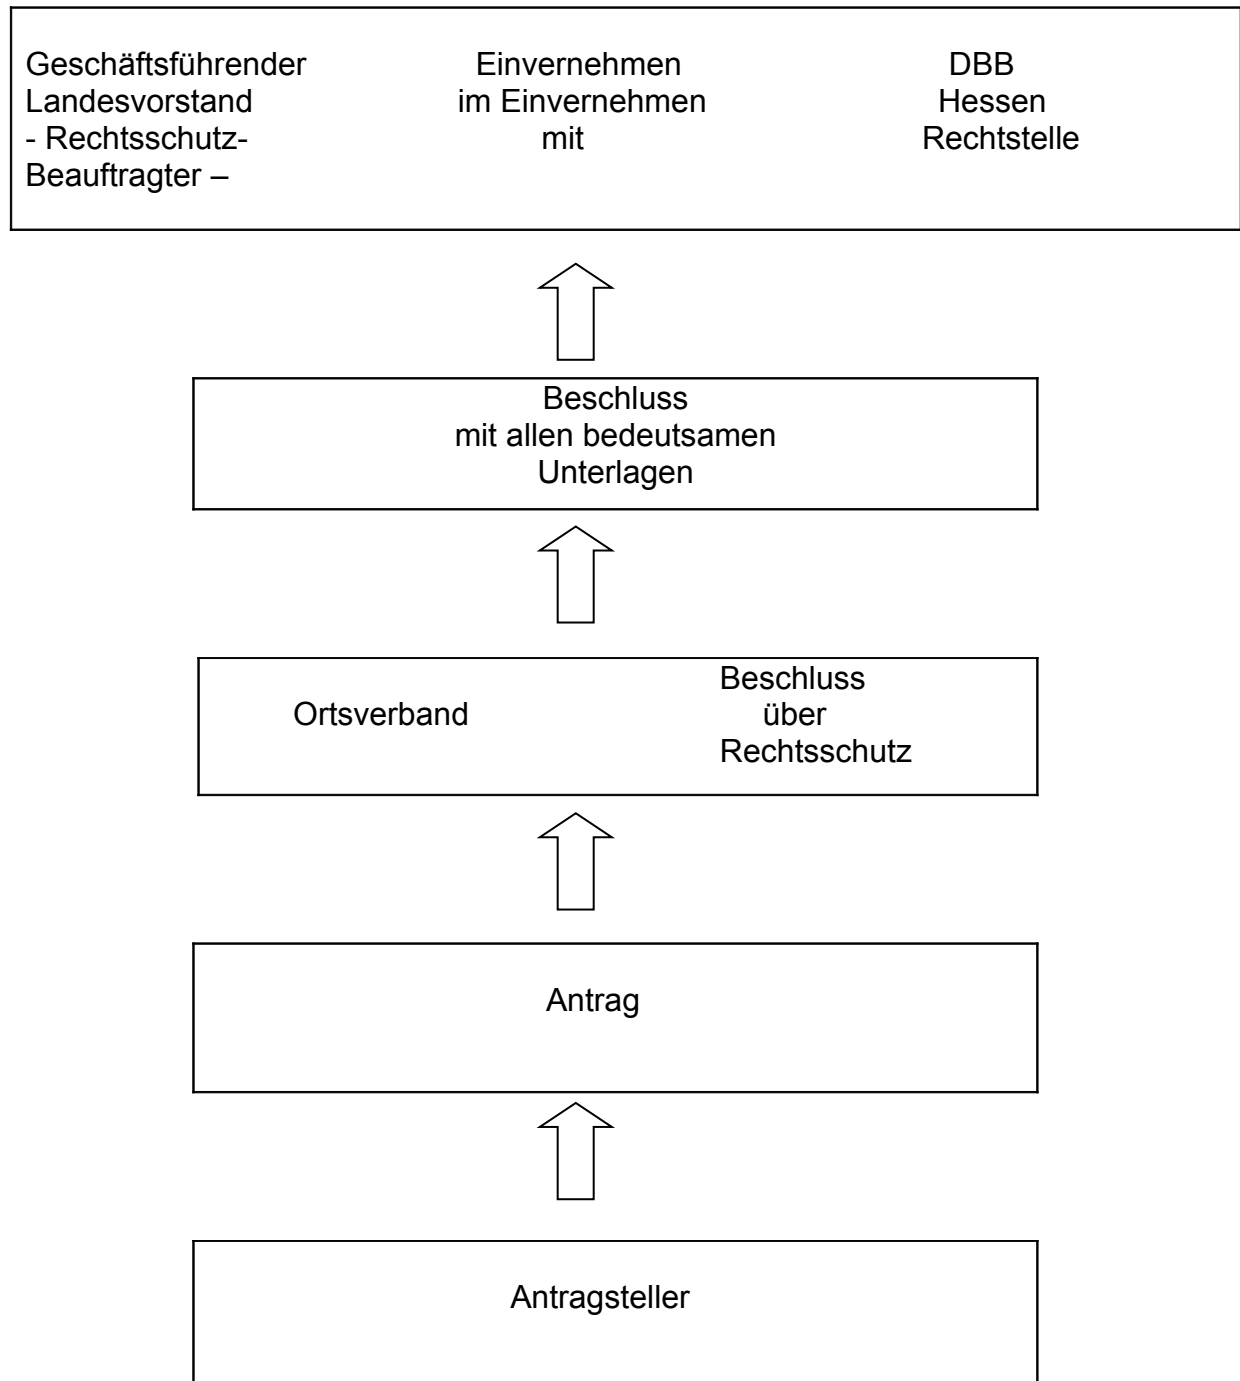 Geschäftsführender Einvernehmen DBB
Landesvorstand im Einvernehmen Hessen
- Rechtsschutz- mit Rechtstelle
Beauftragter –
Beschluss
mit allen bedeutsamen
Unterlagen
Beschluss
Ortsverband über
Rechtsschutz
Antrag
Antragsteller